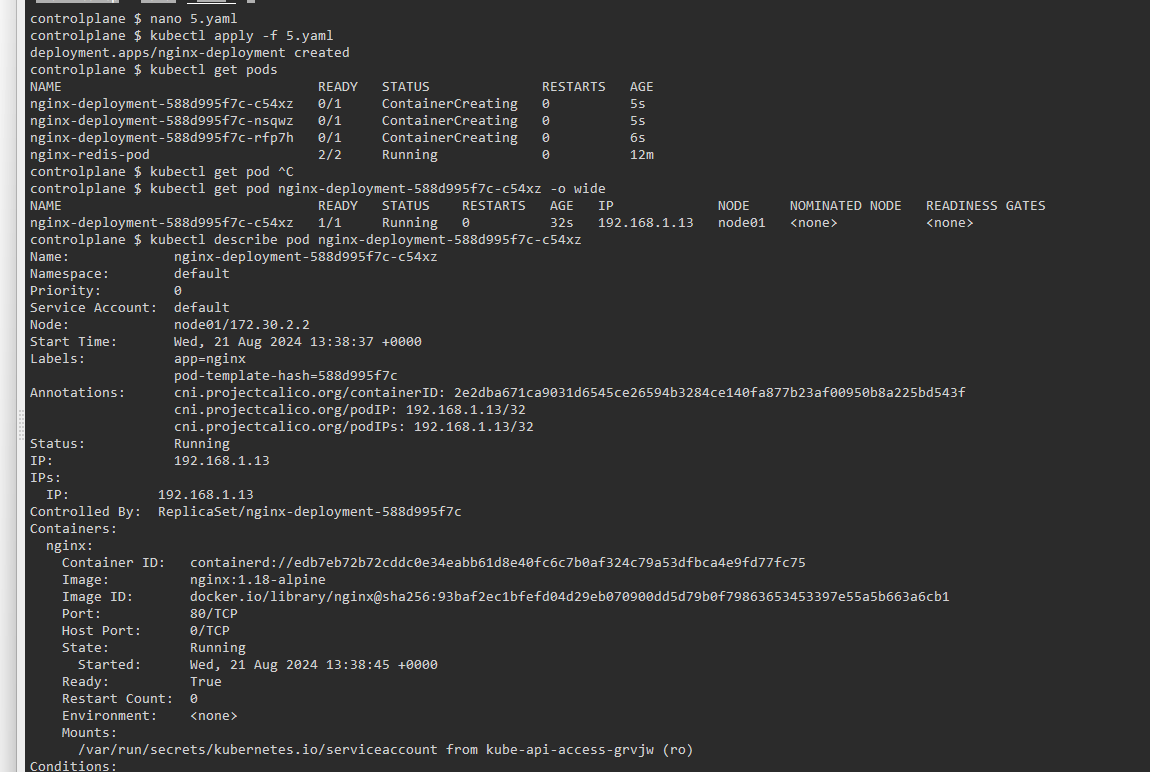 controlplane $ nano 5.yaml
controlplane $ kubectl apply -f 5.yaml
deployment.apps/nginx-deployment created
controlplane $ kubectl get pods
NAME                                READY   STATUS              RESTARTS   AGE
nginx-deployment-588d995f7c-c54xz   0/1     ContainerCreating   0          5s
nginx-deployment-588d995f7c-nsqwz   0/1     ContainerCreating   0          5s
nginx-deployment-588d995f7c-rfp7h   0/1     ContainerCreating   0          6s
nginx-redis-pod                     2/2     Running             0          12m
controlplane $ kubectl get pod ^C
controlplane $ kubectl get pod nginx-deployment-588d995f7c-c54xz -o wide
NAME                                READY   STATUS    RESTARTS   AGE   IP             NODE     NOMINATED NODE   READINESS GATES
nginx-deployment-588d995f7c-c54xz   1/1     Running   0          32s   192.168.1.13   node01   <none>           <none>
controlplane $ kubectl describe pod nginx-deployment-588d995f7c-c54xz
Name:             nginx-deployment-588d995f7c-c54xz
Namespace:        default
Priority:         0
Service Account:  default
Node:             node01/172.30.2.2
Start Time:       Wed, 21 Aug 2024 13:38:37 +0000
Labels:           app=nginx
                  pod-template-hash=588d995f7c
Annotations:      cni.projectcalico.org/containerID: 2e2dba671ca9031d6545ce26594b3284ce140fa877b23af00950b8a225bd543f
                  cni.projectcalico.org/podIP: 192.168.1.13/32
                  cni.projectcalico.org/podIPs: 192.168.1.13/32
Status:           Running
IP:               192.168.1.13
IPs:
  IP:           192.168.1.13
Controlled By:  ReplicaSet/nginx-deployment-588d995f7c
Containers:
  nginx:
    Container ID:   containerd://edb7eb72b72cddc0e34eabb61d8e40fc6c7b0af324c79a53dfbca4e9fd77fc75
    Image:          nginx:1.18-alpine
    Image ID:       docker.io/library/nginx@sha256:93baf2ec1bfefd04d29eb070900dd5d79b0f79863653453397e55a5b663a6cb1
    Port:           80/TCP
    Host Port:      0/TCP
    State:          Running
      Started:      Wed, 21 Aug 2024 13:38:45 +0000
    Ready:          True
    Restart Count:  0
    Environment:    <none>
    Mounts:
      /var/run/secrets/kubernetes.io/serviceaccount from kube-api-access-grvjw (ro)
Conditions: